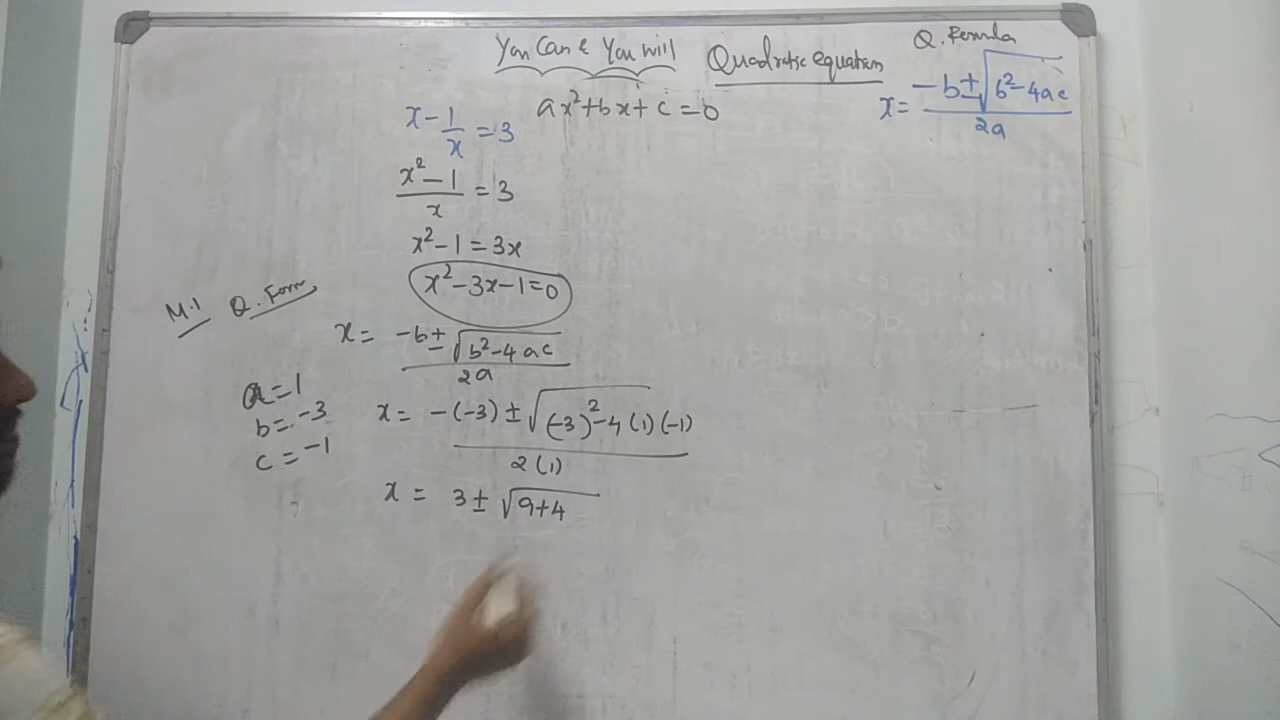 You Can & You will
Quadratic equation
Q. Formula
x = -b ± √b² - 4ac / 2a
ax² + bx + c = 0
x - 1/x = 3
x² - 1 / x = 3
x² - 1 = 3x
x² - 3x - 1 = 0
M.1 Q. Form
x = -b ± √b² - 4ac / 2a
a = 1
b = -3
c = -1
x = -(-3) ± √(-3)² - 4(1)(-1) / 2(1)
x = 3 ± √9+4